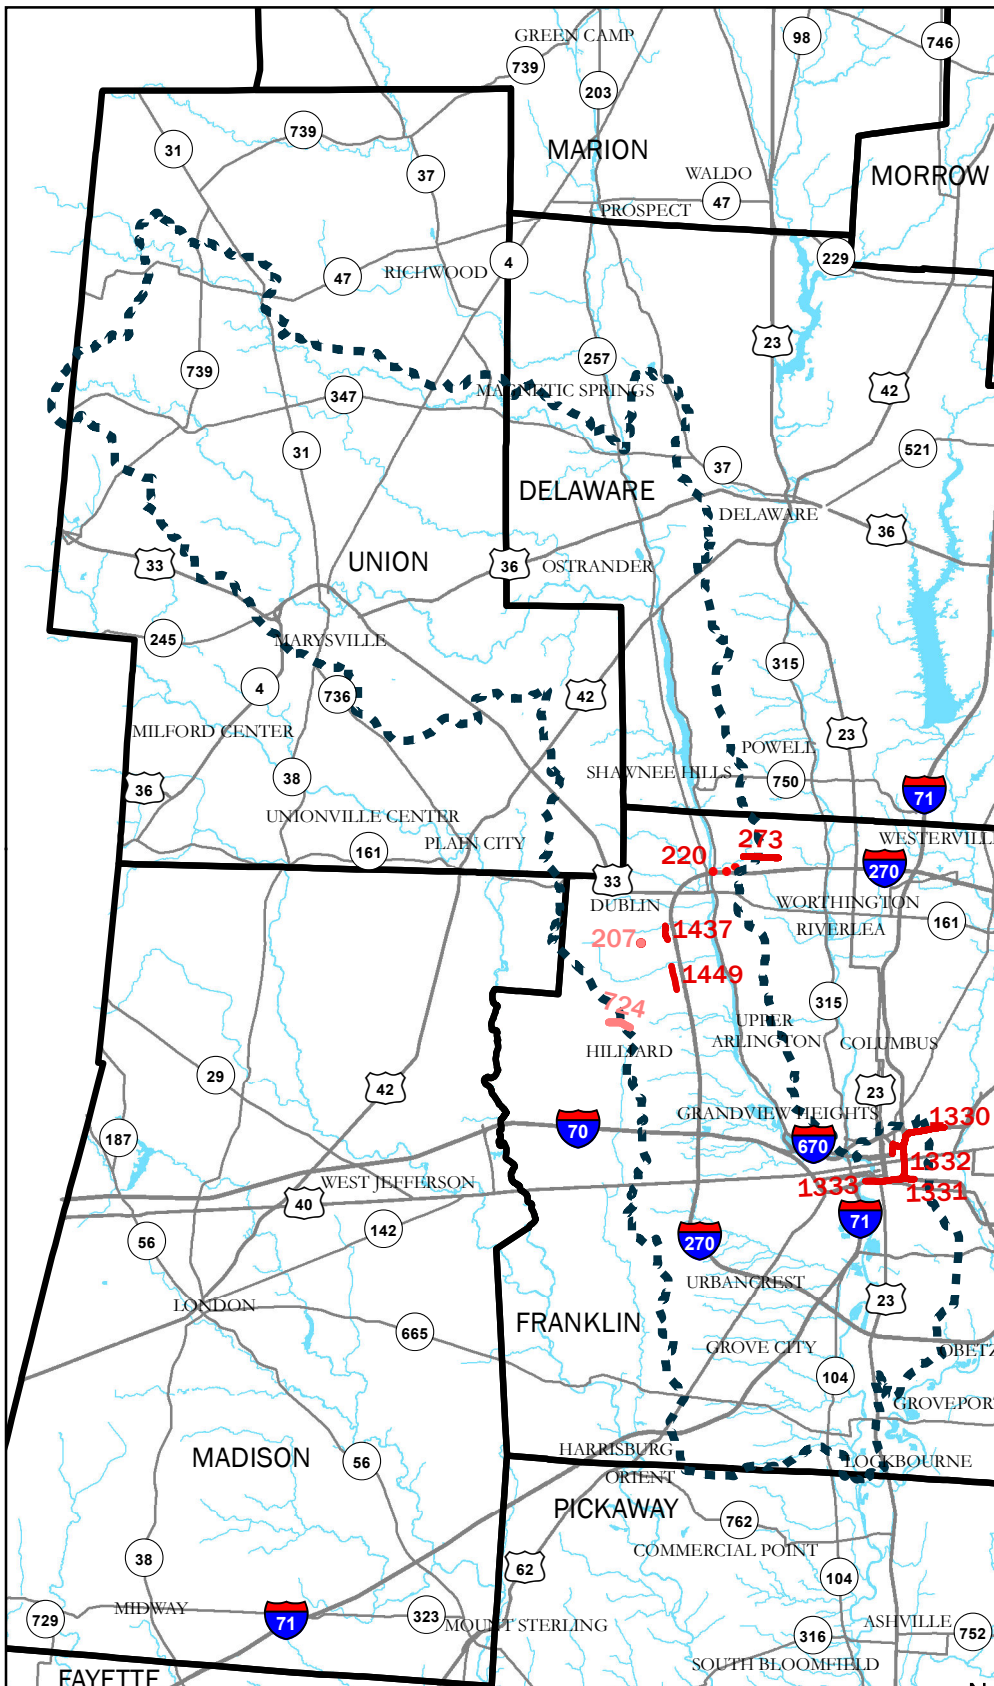 GREEN CAMP
98
746
739
203
739
31
MARION
37
WALDO
MORROW
47
PROSPECT
229
4
RICHWOOD
47
23
257
739
MAGNETIC SPRINGS
42
347
31
521
37
DELAWARE
DELAWARE
36
33
UNION
36
OSTRANDER
245
MARYSVILLE
315
4
736
42
MILFORD CENTER
23
POWELL
SHAWNEE HILLS
750
38
36
71
UNIONVILLE CENTER
273
WESTERVILLE
PLAIN CITY
161
220
270
33
DUBLIN
WORTHINGTON
161
1437
RIVERLEA
207
1449
724
315
UPPER
ARLINGTON
COLUMBUS
HILLIARD
29
42
23
GRANDVIEW HEIGHTS
1330
70
187
670
1332
WEST JEFFERSON
1333
1331
40
142
71
56
270
URBANCREST
LONDON
23
FRANKLIN
665
GROVE CITY
OBETZ
104
GROVEPORT
HARRISBURG
MADISON
56
LOCKBOURNE
ORIENT
PICKAWAY
762
COMMERCIAL POINT
38
62
104
MIDWAY
729
71
323
MOUNT STERLING
ASHVILLE
316
752
SOUTH BLOOMFIELD
FAYETTE
N